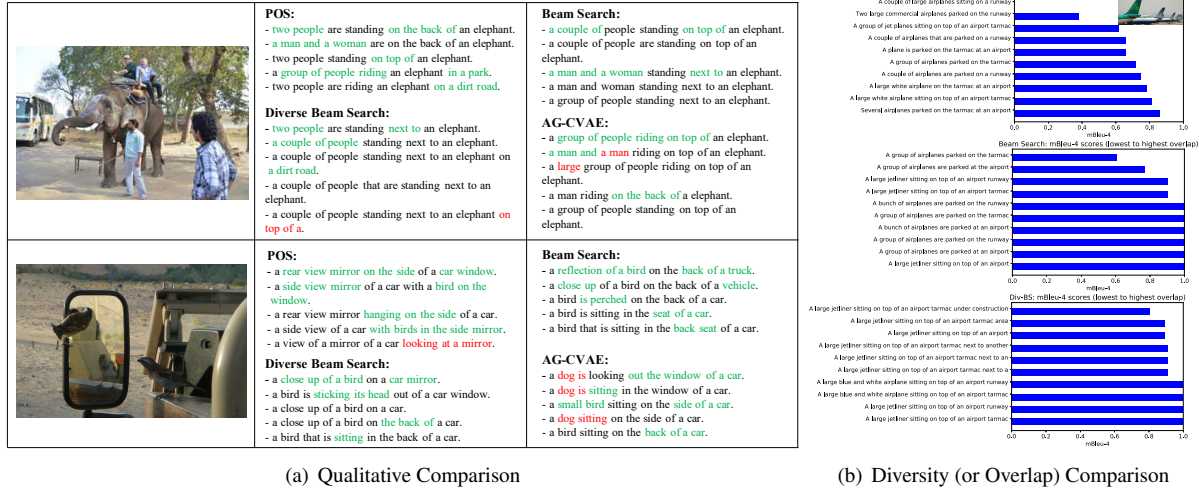 POS:
- two people are standing on the back of an elephant.
- a man and a woman are on the back of an elephant.
- two people standing on top of an elephant.
- a group of people riding an elephant in a park.
- two people are riding an elephant on a dirt road.
Diverse Beam Search:
- two people are standing next to an elephant.
- a couple of people standing next to an elephant.
- a couple of people standing next to an elephant on
a dirt road.
- a couple of people that are standing next to an
elephant.
- a couple of people standing next to an elephant on
top of a.
Beam Search:
- a couple of people standing on top of an elephant.
- a couple of people are standing on top of an
elephant.
- a man and a woman standing next to an elephant.
- a man and woman standing next to an elephant.
- a group of people standing next to an elephant.
AG-CVAE:
- a group of people riding on top of an elephant.
- a man and a man riding on top of an elephant.
- a large group of people riding on top of an
elephant.
- a man riding on the back of a elephant.
- a group of people standing on top of an
elephant.
POS:
- a rear view mirror on the side of a car window.
- a side view mirror of a car with a bird on the
window.
- a rear view mirror hanging on the side of a car.
- a side view of a car with birds in the side mirror.
- a view of a mirror of a car looking at a mirror.
Diverse Beam Search:
- a close up of a bird on a car mirror.
- a bird is sticking its head out of a car window.
- a close up of a bird on a car.
- a close up of a bird on the back of a car.
- a bird that is sitting in the back of a car.
Beam Search:
- a reflection of a bird on the back of a truck.
- a close up of a bird on the back of a vehicle.
- a bird is perched on the back of a car.
- a bird is sitting in the seat of a car.
- a bird that is sitting in the back seat of a car.
AG-CVAE:
- a dog is looking out the window of a car.
- a dog is sitting in the window of a car.
- a small bird sitting on the side of a car.
- a dog sitting on the side of a car.
- a bird sitting on the back of a car.
(a) Qualitative Comparison
A couple of large airplanes sitting on a runway
Two large commercial airplanes parked on the runway
A group of jet planes sitting on top of an airport tarmac
A couple of airplanes that are parked on a runway
A plane is parked on the tarmac at an airport
A group of airplanes parked on the tarmac
A couple of airplanes are parked on a runway
A large white airplane on the tarmac at an airport
A large white airplane sitting on top of an airport tarmac
Several airplanes parked on the tarmac at an airport
0.0 0.2 0.4 0.6 0.8 1.0
mBleu-4
Beam Search: mBleu-4 scores (lowest to highest overlap)
A group of airplanes parked on the tarmac
A group of airplanes are parked at the airport
A large jetliner sitting on top of an airport runway
A large jetliner sitting on top of an airport tarmac
A bunch of airplanes are parked on the runway
A group of airplanes are parked on the tarmac
A bunch of airplanes are parked at an airport
A group of airplanes are parked on the runway
A group of airplanes are parked at an airport
A large jetliner sitting on top of an airport
0.0 0.2 0.4 0.6 0.8 1.0
mBleu-4
Div-BS: mBleu-4 scores (lowest to highest overlap)
A large jetliner sitting on top of an airport tarmac under construction
A large jetliner sitting on top of an airport tarmac area
A large jetliner sitting on top of an airport
A large jetliner sitting on top of an airport tarmac next to another
A large jetliner sitting on top of an airport tarmac next to an
A large jetliner sitting on top of an airport tarmac next to a
A large blue and white airplane sitting on top of an airport runway
A large blue and white airplane sitting on top of an airport tarmac
A large jetliner sitting on top of an airport runway
A large jetliner sitting on top of an airport tarmac
0.0 0.2 0.4 0.6 0.8 1.0
mBleu-4
(b) Diversity (or Overlap) Comparison